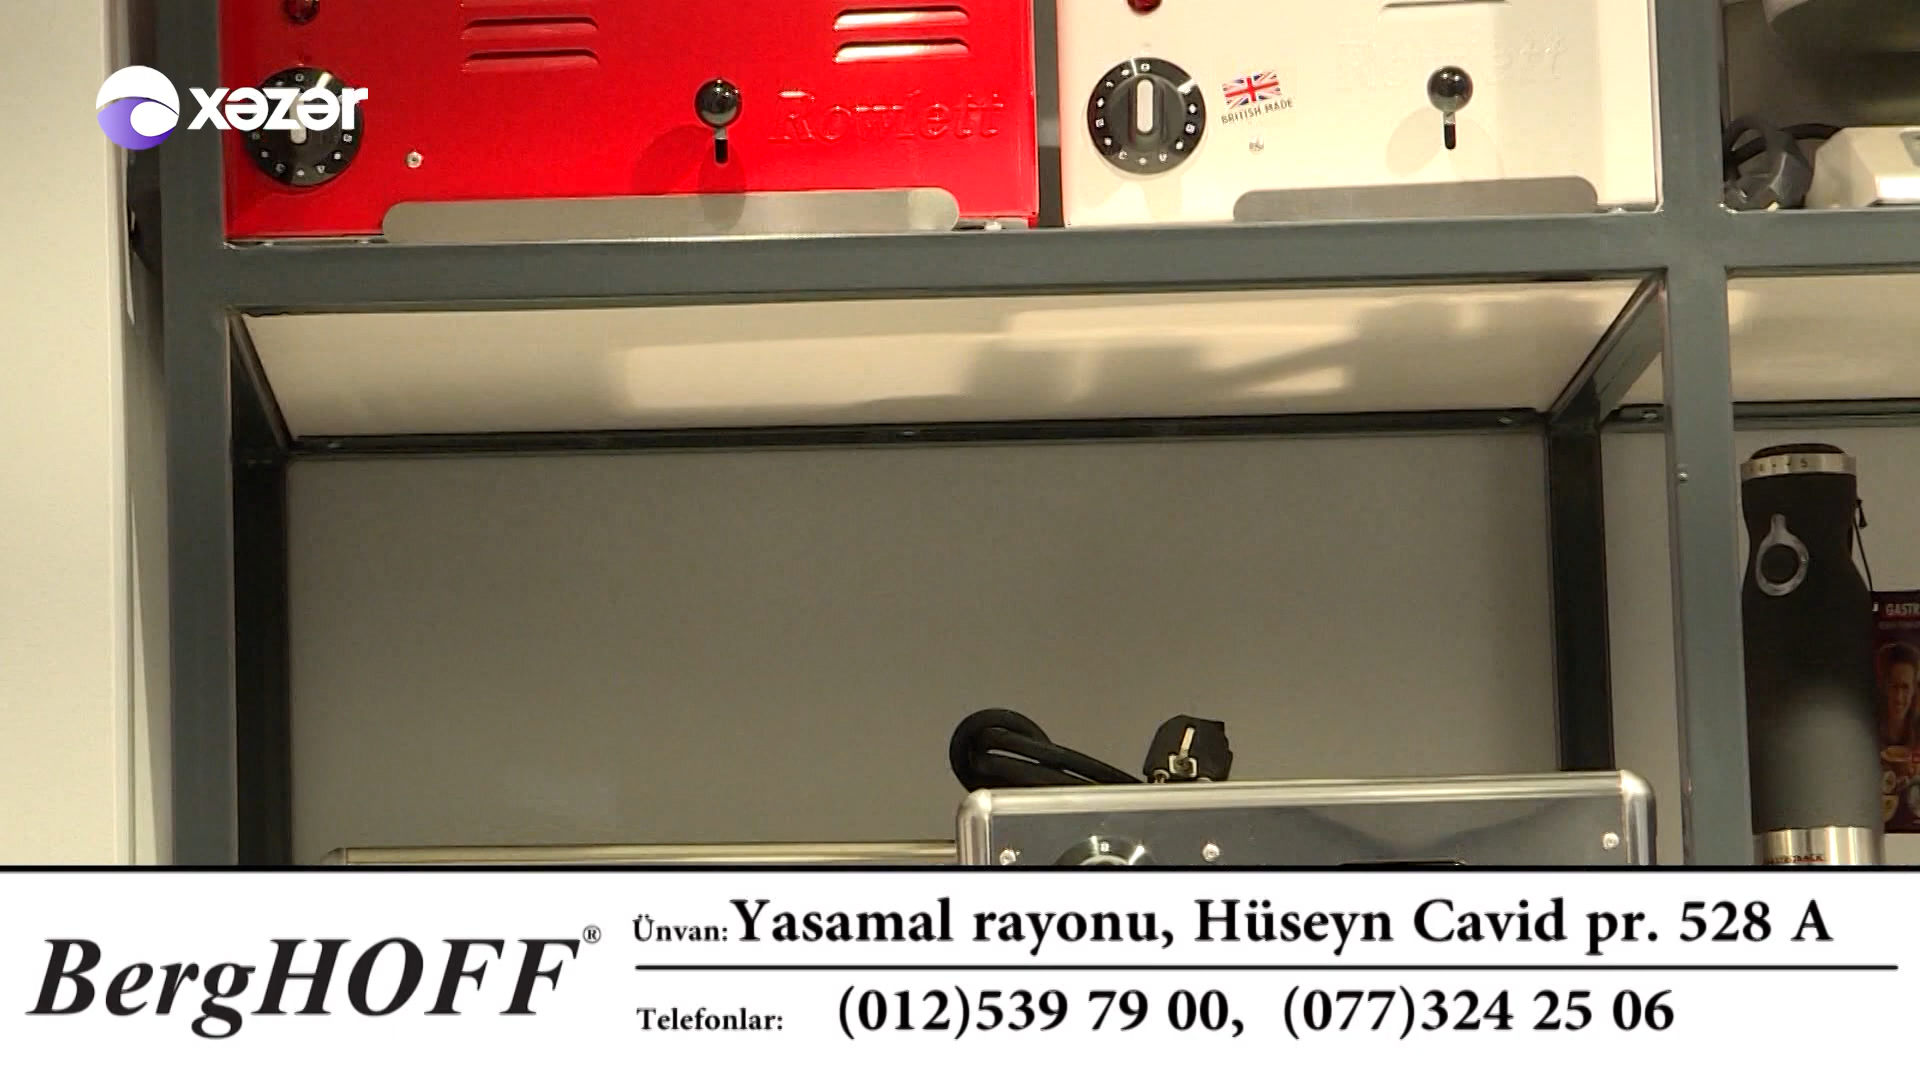 xəzər
Rowlett
BRITISH MADE
GASTR
BergHOFF®
Ünvan: Yasamal rayonu, Hüseyn Cavid pr. 528 A
Telefonlar: (012)539 79 00, (077)324 25 06